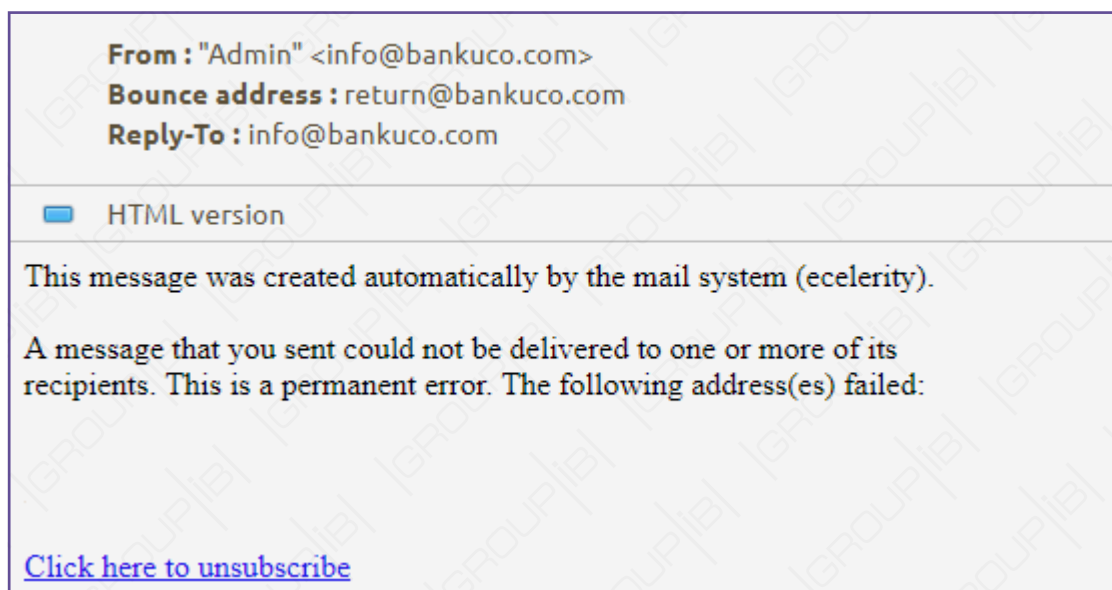 From : "Admin" <info@bankuco.com>
Bounce address : return@bankuco.com
Reply-To : info@bankuco.com
HTML version
This message was created automatically by the mail system (ecelerity).
A message that you sent could not be delivered to one or more of its
recipients. This is a permanent error. The following address(es) failed:
Click here to unsubscribe
|GROUP|iB|